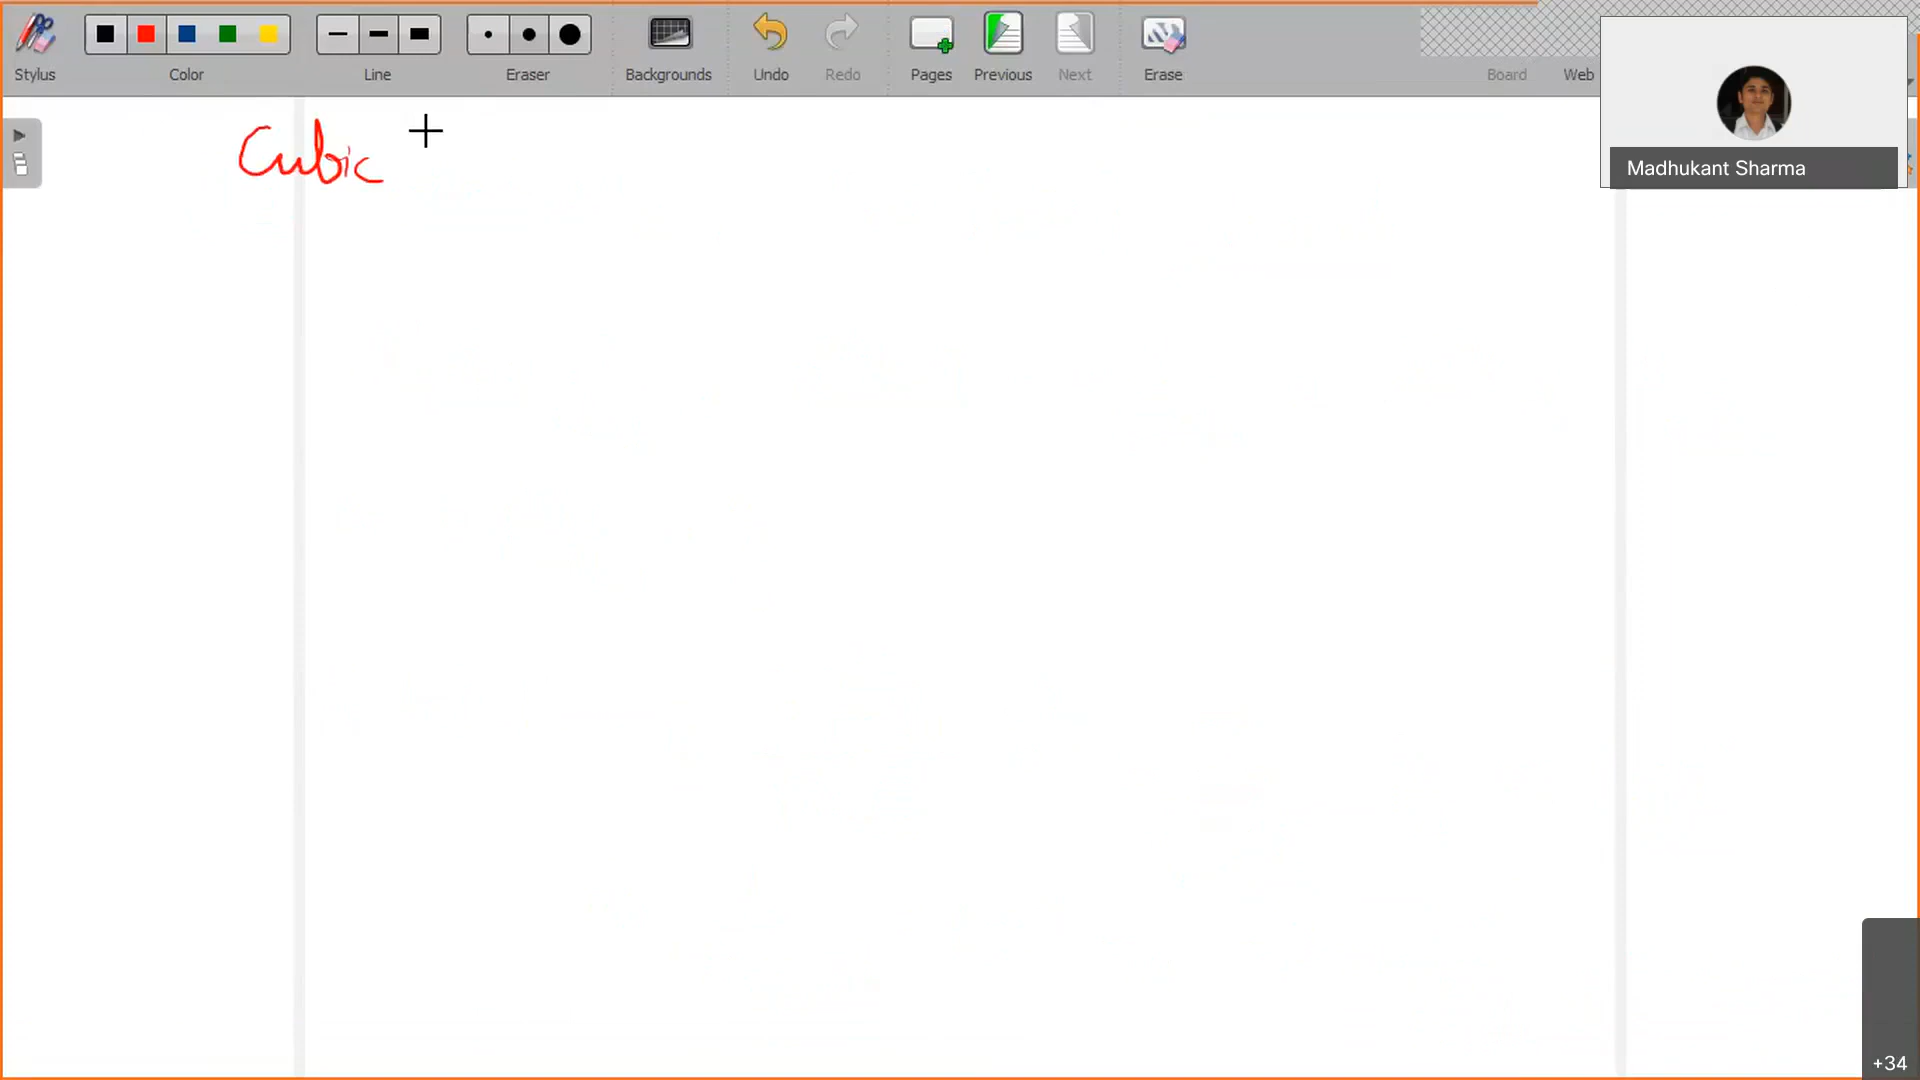 Stylus
Color
Line
Eraser
Backgrounds
Undo
Redo
Pages
Previous
Next
Erase
Board
Web
Madhukant Sharma
Cubic
+34